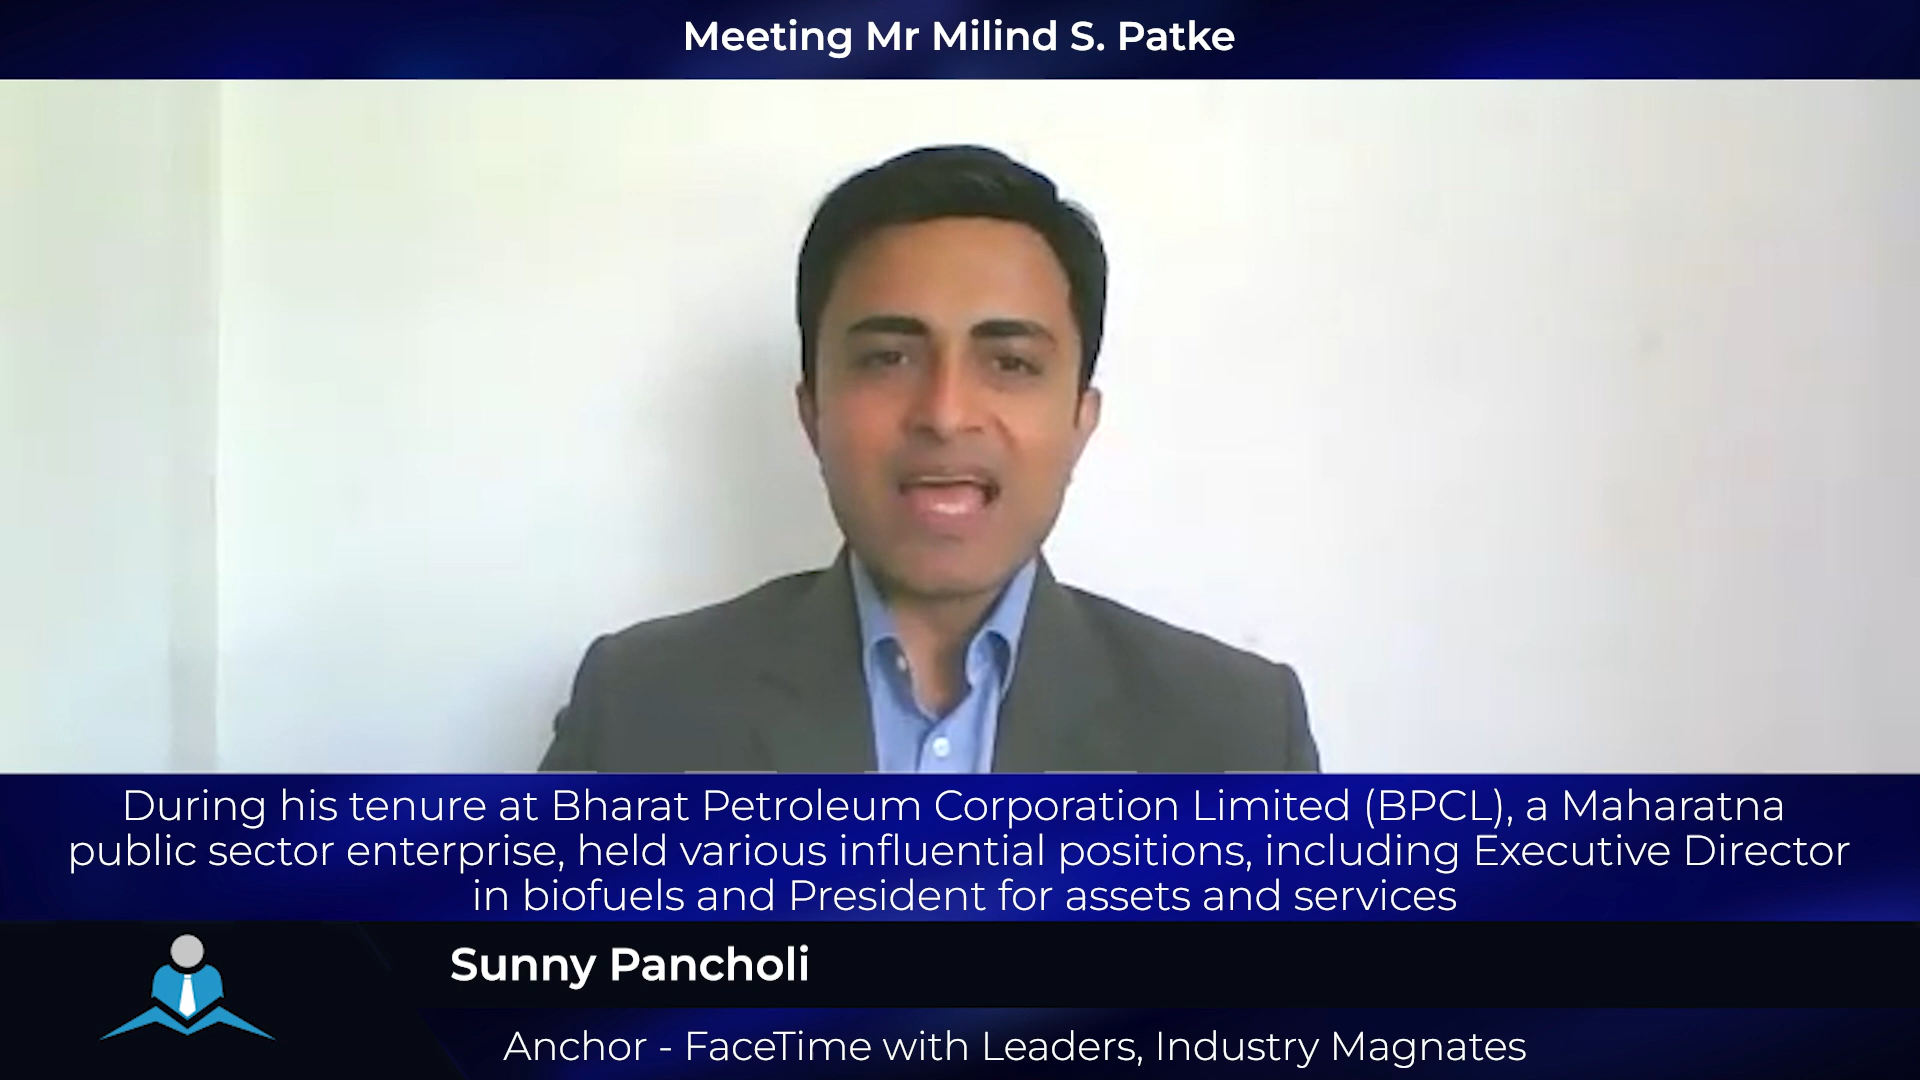 Meeting Mr Milind S. Patke
During his tenure at Bharat Petroleum Corporation Limited (BPCL), a Maharatna
public sector enterprise, held various influential positions, including Executive Director
in biofuels and President for assets and services
Sunny Pancholi
Anchor - FaceTime with Leaders, Industry Magnates